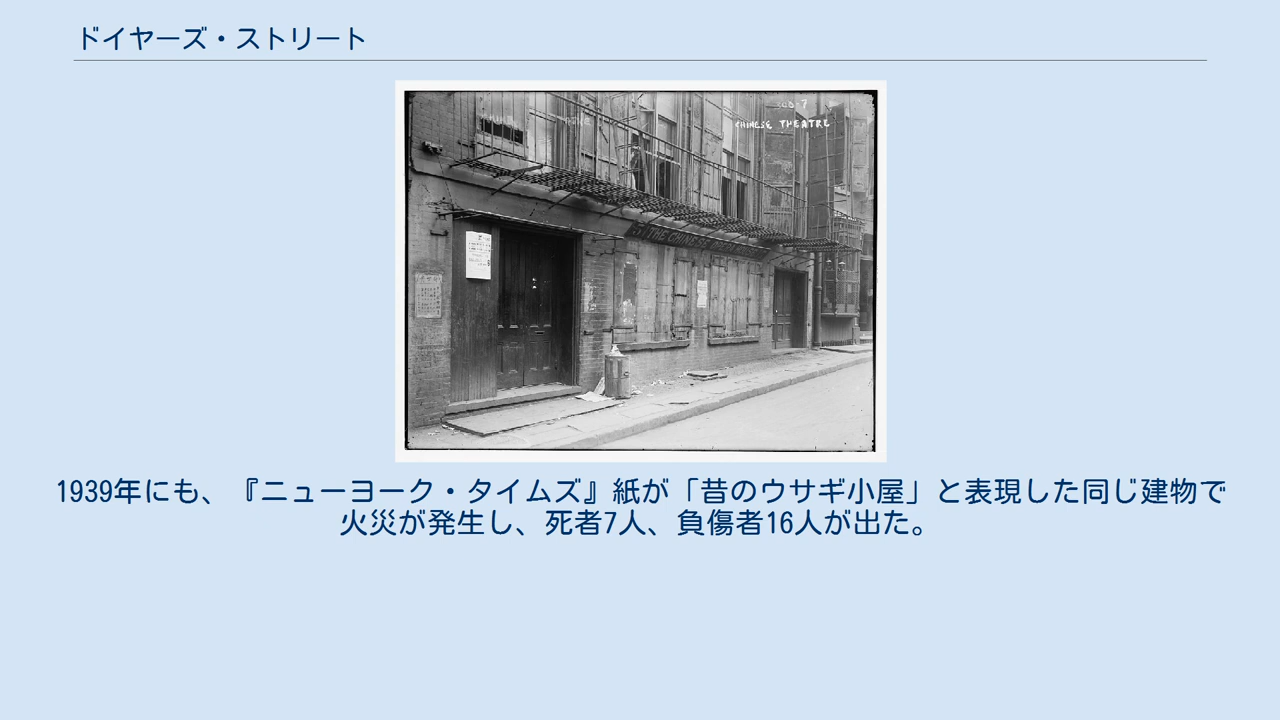 ドイヤーズ・ストリート
CHINESE THEATRE
1939年にも、『ニューヨーク・タイムズ』紙が「昔のウサギ小屋」と表現した同じ建物で
火災が発生し、死者7人、負傷者16人が出た。